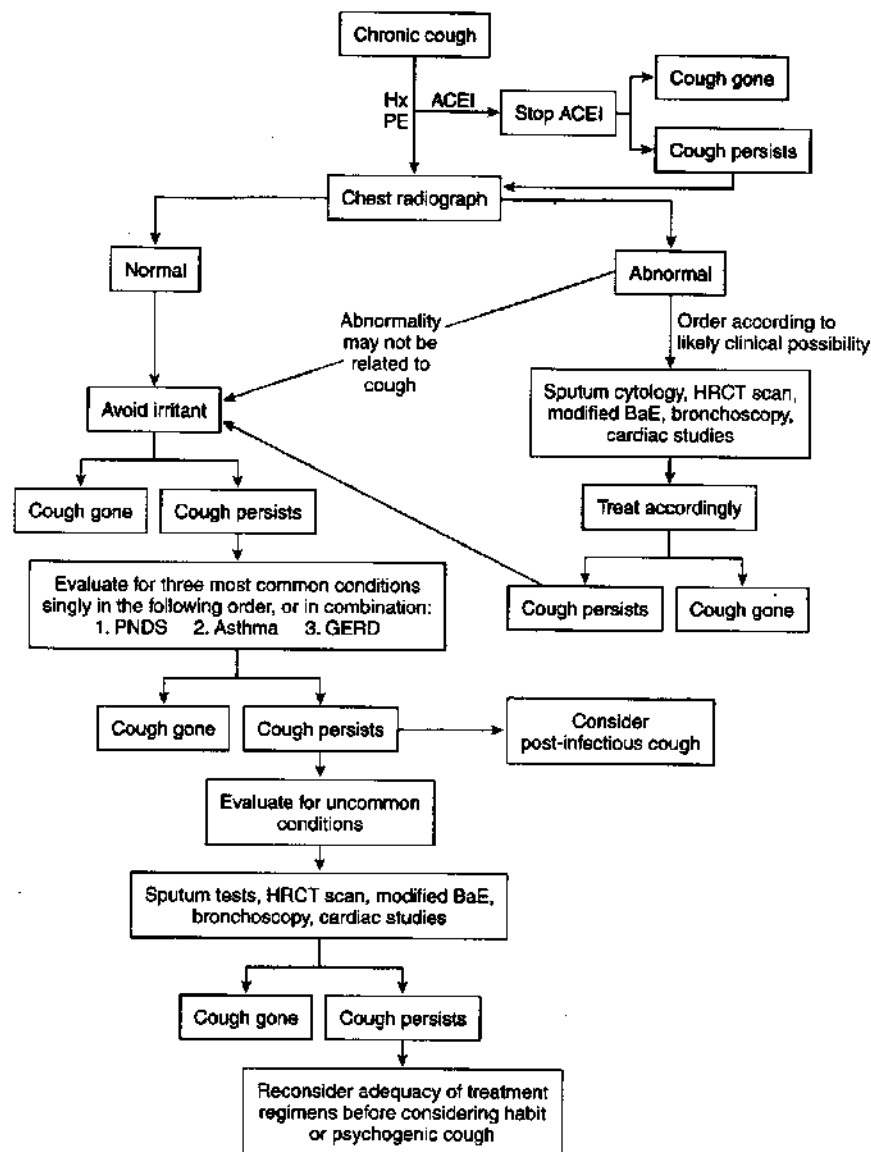 Chronic cough
Hx
PE
ACEI
Stop ACEI
Cough gone
Cough persists
Chest radiograph
Normal
Abnormal
Abnormality
may not be
related to
cough
Order according to
likely clinical possibility
Avoid irritant
Sputum cytology, HRCT scan,
modified BaE, bronchoscopy,
cardiac studies
Cough gone
Cough persists
Treat accordingly
Evaluate for three most common conditions
singly in the following order, or in combination:
1. PNDS 2. Asthma 3. GERD
Cough persists
Cough gone
Cough gone
Cough persists
Consider
post-infectious cough
Evaluate for uncommon
conditions
Sputum tests, HRCT scan, modified BaE,
bronchoscopy, cardiac studies
Cough gone
Cough persists
Reconsider adequacy of treatment
regimens before considering habit
or psychogenic cough